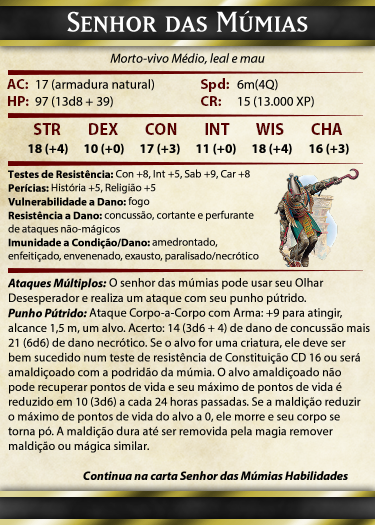 Senhor das Múmias
Morto-vivo Médio, leal e mau
AC: 17 (armadura natural) Spd: 6m(4Q)
HP: 97 (13d8 + 39) CR: 15 (13.000 XP)
STR DEX CON INT WIS CHA
18 (+4) 10 (+0) 17 (+3) 11 (+0) 18 (+4) 16 (+3)
Testes de Resistência: Con +8, Int +5, Sab +9, Car +8
Perícias: História +5, Religião +5
Vulnerabilidade a Dano: fogo
Resistência a Dano: concussão, cortante e perfurante
de ataques não-mágicos
Imunidade a Condição/Dano: amedrontado,
enfeitiçado, envenenado, exausto, paralisado/necrótico
Ataques Múltiplos: O senhor das múmias pode usar seu Olhar
Desesperador e realiza um ataque com seu punho pútrido.
Punho Pútrido: Ataque Corpo-a-Corpo com Arma: +9 para atingir,
alcance 1,5 m, um alvo. Acerto: 14 (3d6 + 4) de dano de concussão mais
21 (6d6) de dano necrótico. Se o alvo for uma criatura, ele deve ser
bem sucedido num teste de resistência de Constituição CD 16 ou será
amaldiçoado com a podridão da múmia. O alvo amaldiçoado não
pode recuperar pontos de vida e seu máximo de pontos de vida é
reduzido em 10 (3d6) a cada 24 horas passadas. Se a maldição reduzir
o máximo de pontos de vida do alvo a 0, ele morre e seu corpo se
torna pó. A maldição dura até ser removida pela magia remover
maldição ou mágica similar.
Continua na carta Senhor das Múmias Habilidades